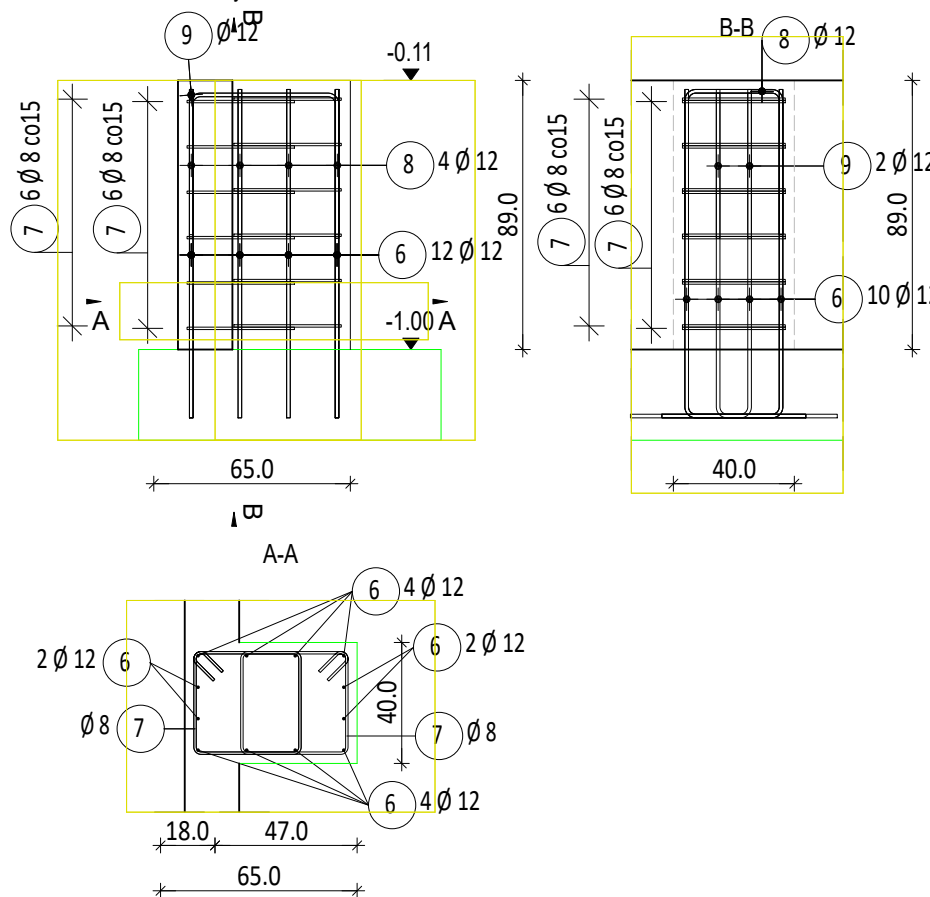 B
9 Ø 12
-0.11
7 6 Ø 8 co15
7 6 Ø 8 co15
8 4 Ø 12
6 12 Ø 12
A
-1.00 A
65.0
B
B-B
8 Ø 12
7 6 Ø 8 co15
7 6 Ø 8 co15
9 2 Ø 12
89.0
89.0
6 10 Ø 12
40.0
A-A
6 4 Ø 12
2 Ø 12 6
6 2 Ø 12
40.0
Ø 8 7
7 Ø 8
6 4 Ø 12
18.0 47.0
65.0